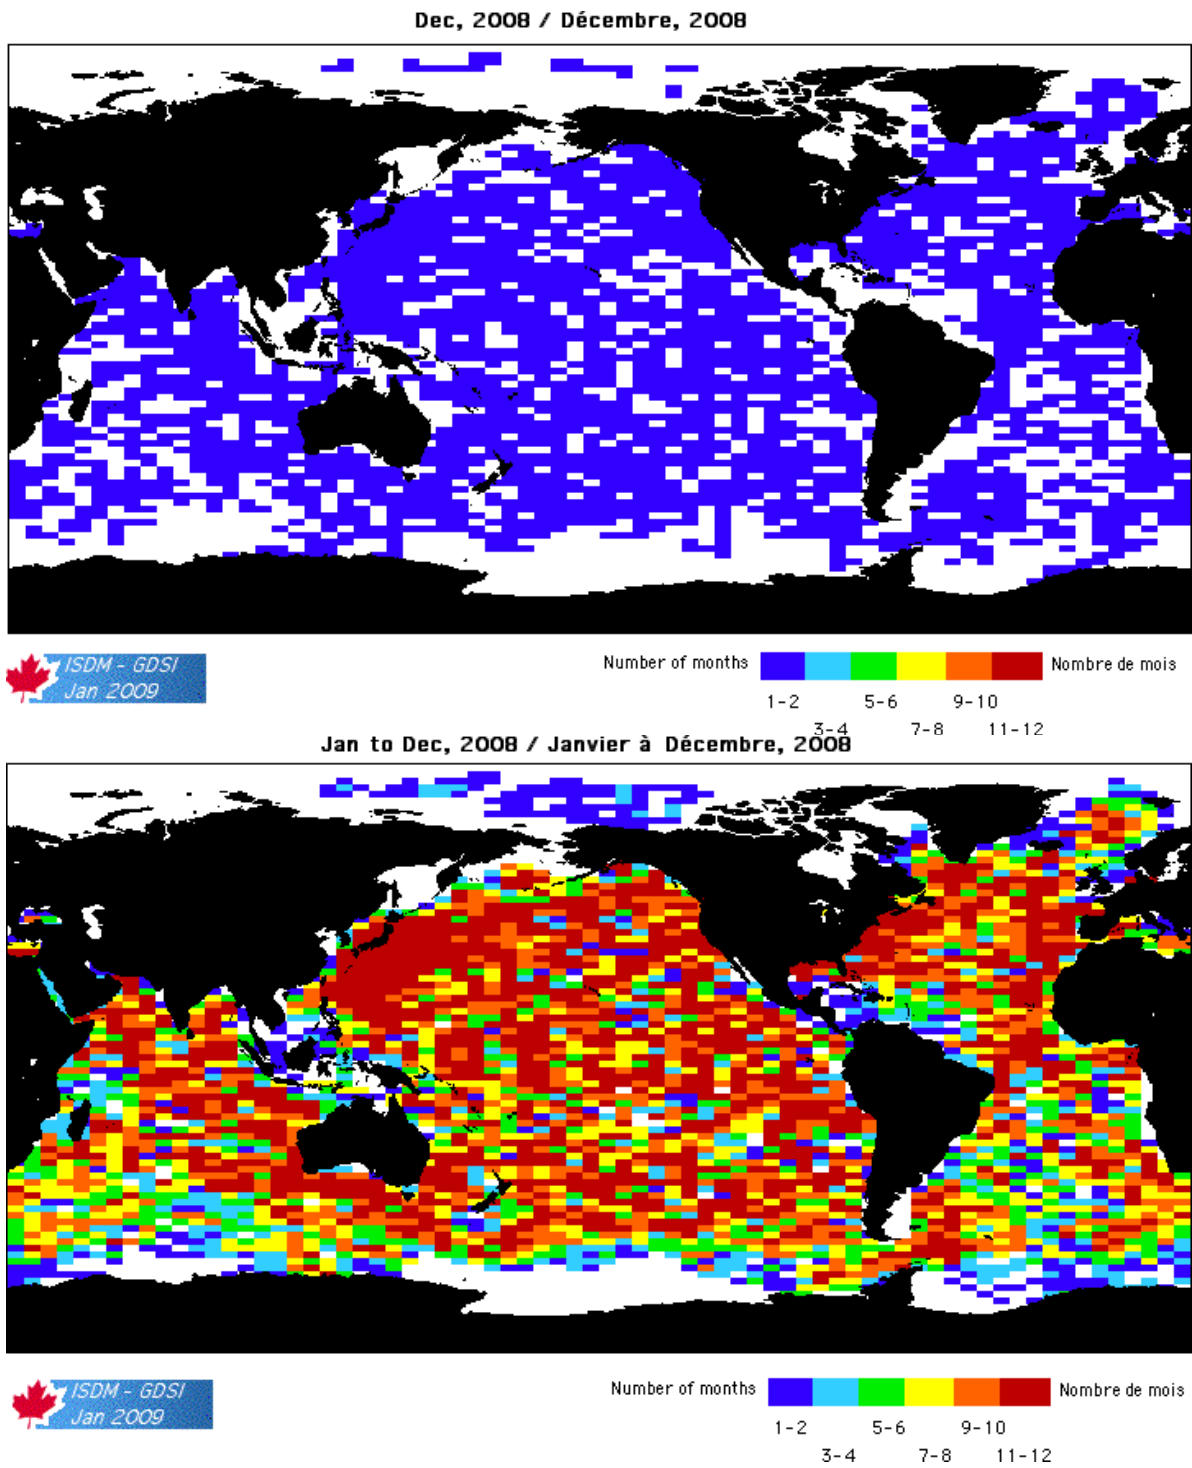 Dec, 2008 / Décembre, 2008
ISDM - GDSI
Jan 2009
Number of months
Nombre de mois
1-2
5-6
9-10
3-4
7-8
11-12
Jan to Dec, 2008 / Janvier à Décembre, 2008
ISDM - GDSI
Jan 2009
Number of months
Nombre de mois
1-2
5-6
9-10
3-4
7-8
11-12